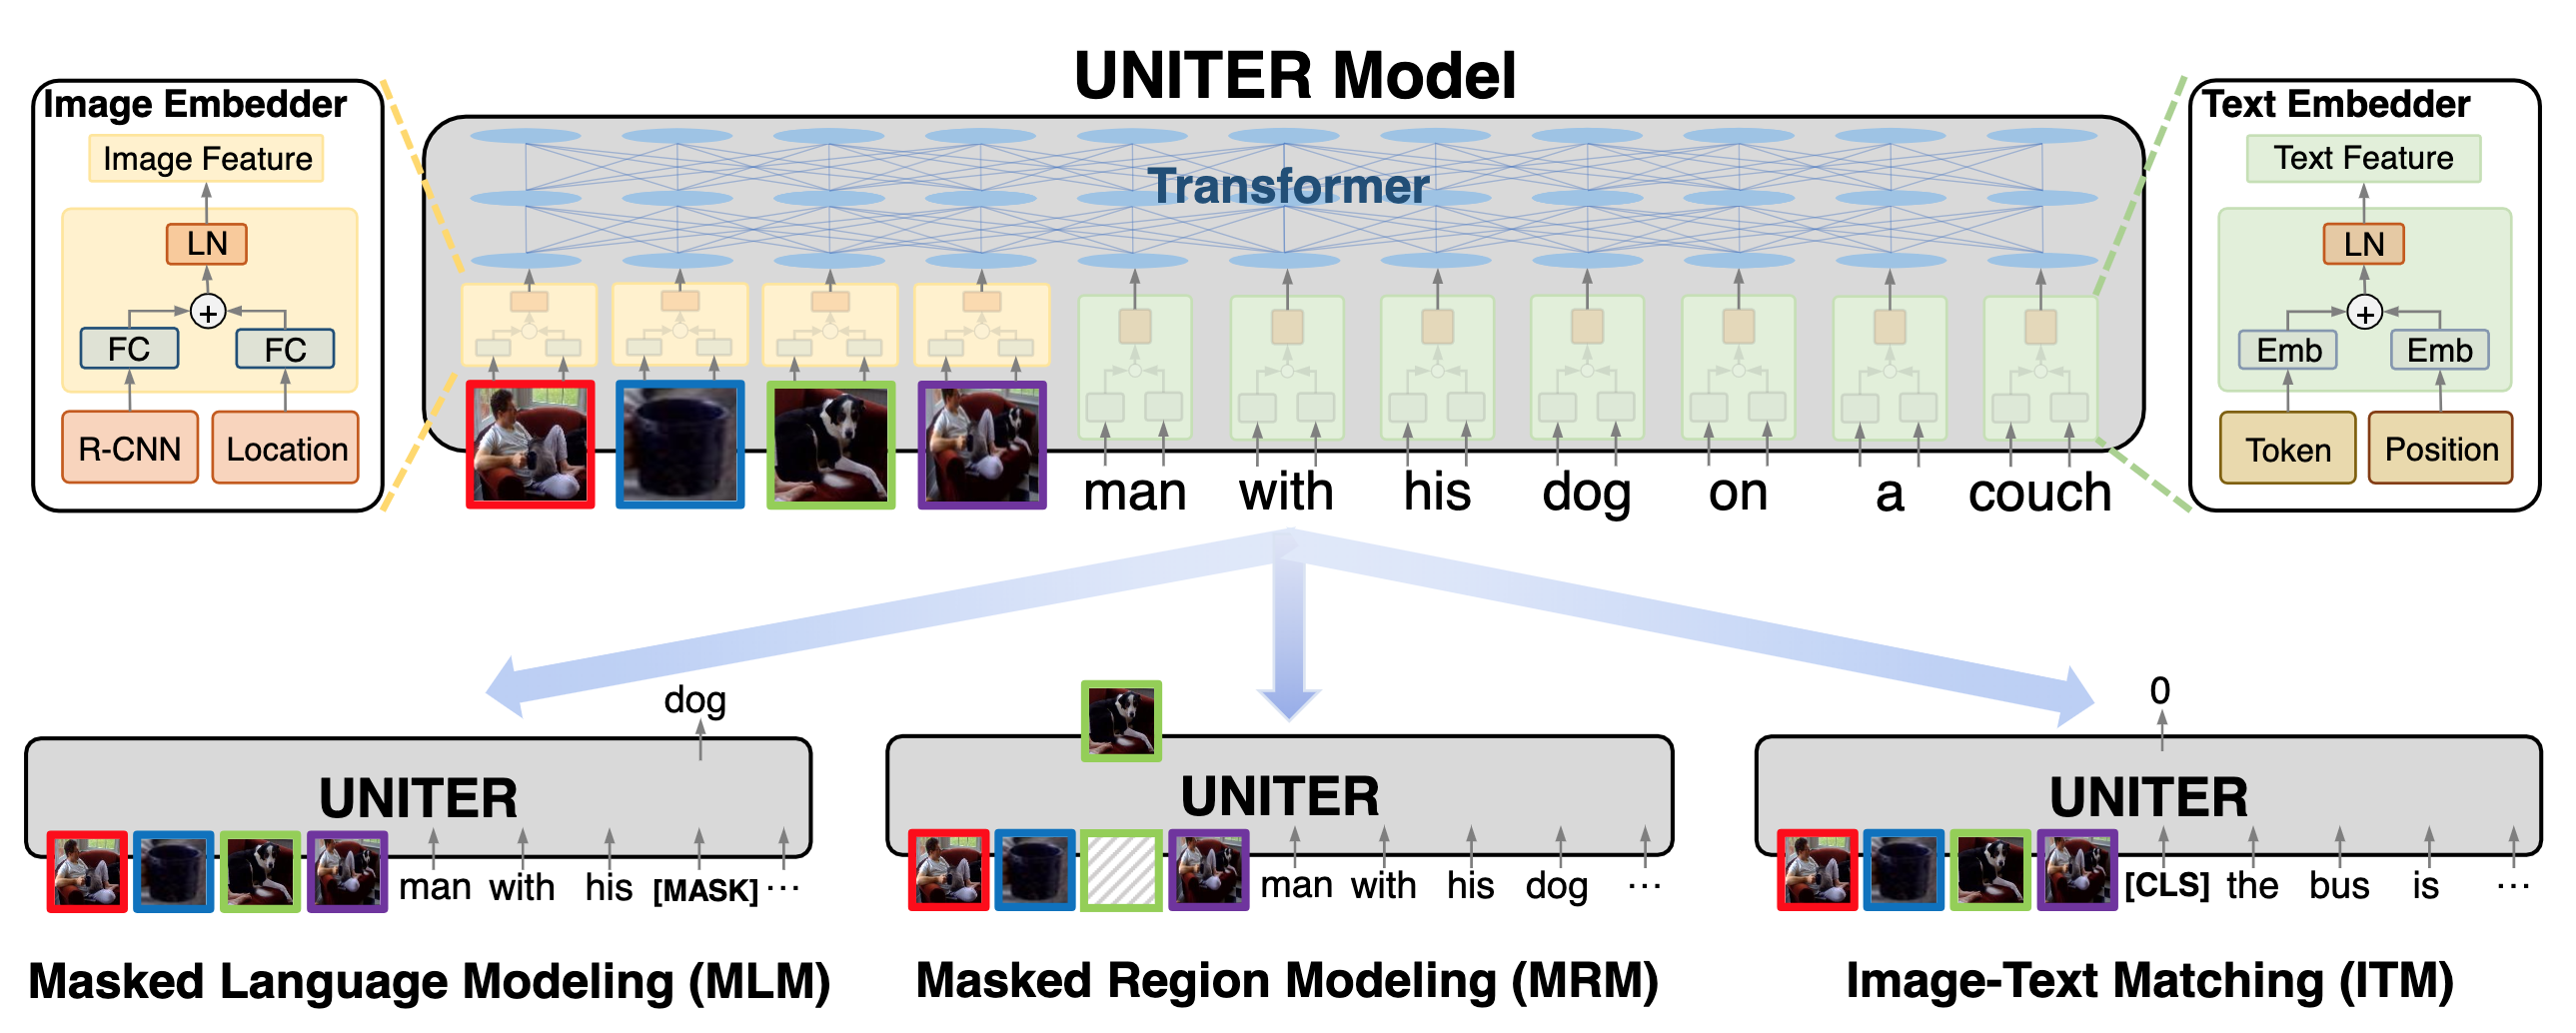 UNITER Model
Image Embedder
Image Feature
LN
+
FC
FC
R-CNN
Location
Transformer
man with his dog on a couch
Text Embedder
Text Feature
LN
+
Emb
Emb
Token
Position
dog
UNITER
man with his [MASK] ...
Masked Language Modeling (MLM)
UNITER
man with his dog ...
Masked Region Modeling (MRM)
0
UNITER
[CLS] the bus is ...
Image-Text Matching (ITM)